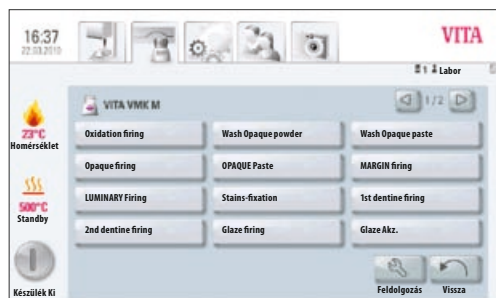 16:37
22.03.2010
VITA
1 Labor
VITA VMK M
1/2
23°C
Homérséklet
Oxidation firing
Wash Opaque powder
Wash Opaque paste
Opaque firing
OPAQUE Paste
MARGIN firing
500°C
Standby
LUMINARY Firing
Stains-fixation
1st dentine firing
2nd dentine firing
Glaze firing
Glaze Akz.
Készülék Ki
Feldolgozás
Vissza